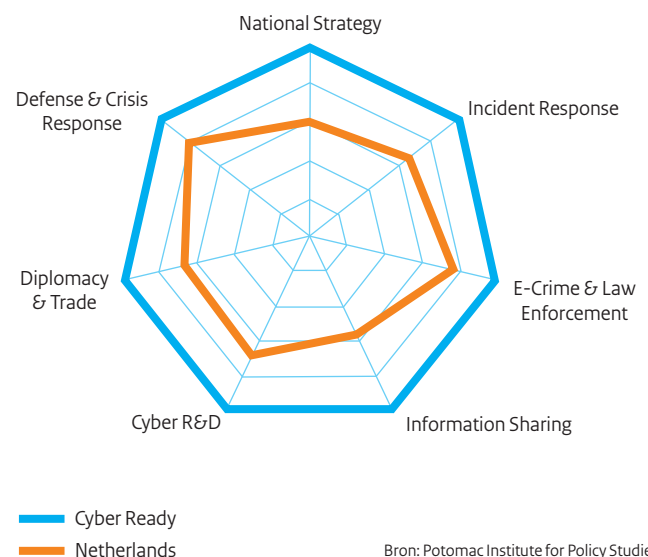 National Strategy
Defense & Crisis
Response
Incident Response
Diplomacy
& Trade
E-Crime & Law
Enforcement
Cyber R&D
Information Sharing
Cyber Ready
Netherlands
Bron: Potomac Institute for Policy Studie